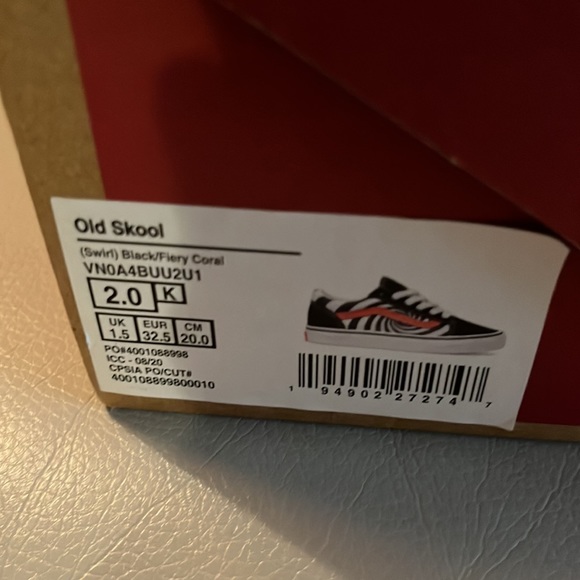 Old Skool
(Swirl) Black/Fiery Coral
VN0A4BUU2U1
2.0 K
UK EUR CM
1.5 32.5 20.0
PO#4001088998
ICC - 08/20
CPSIA PO/CUT#
400108899800010
1 94902 27274 7